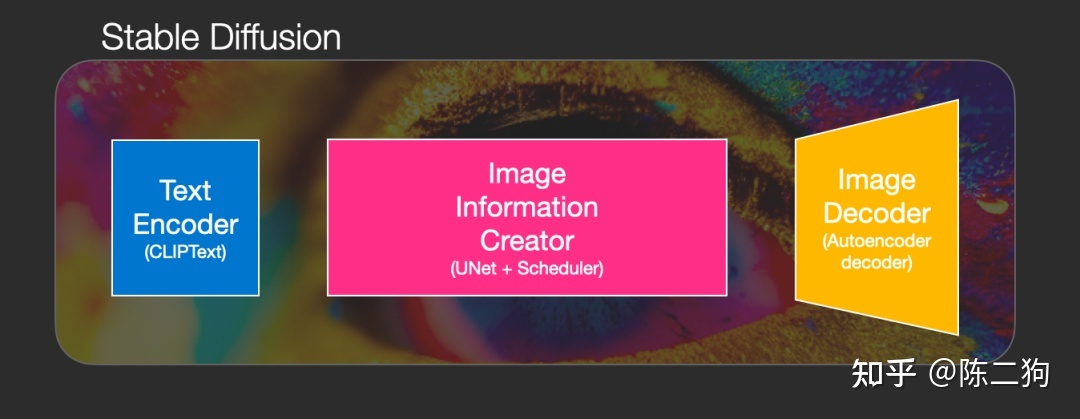 Stable Diffusion
Text
Encoder
(CLIPText)
Image
Information
Creator
(UNet + Scheduler)
Image
Decoder
(Autoencoder
decoder)
知乎 @陈二狗